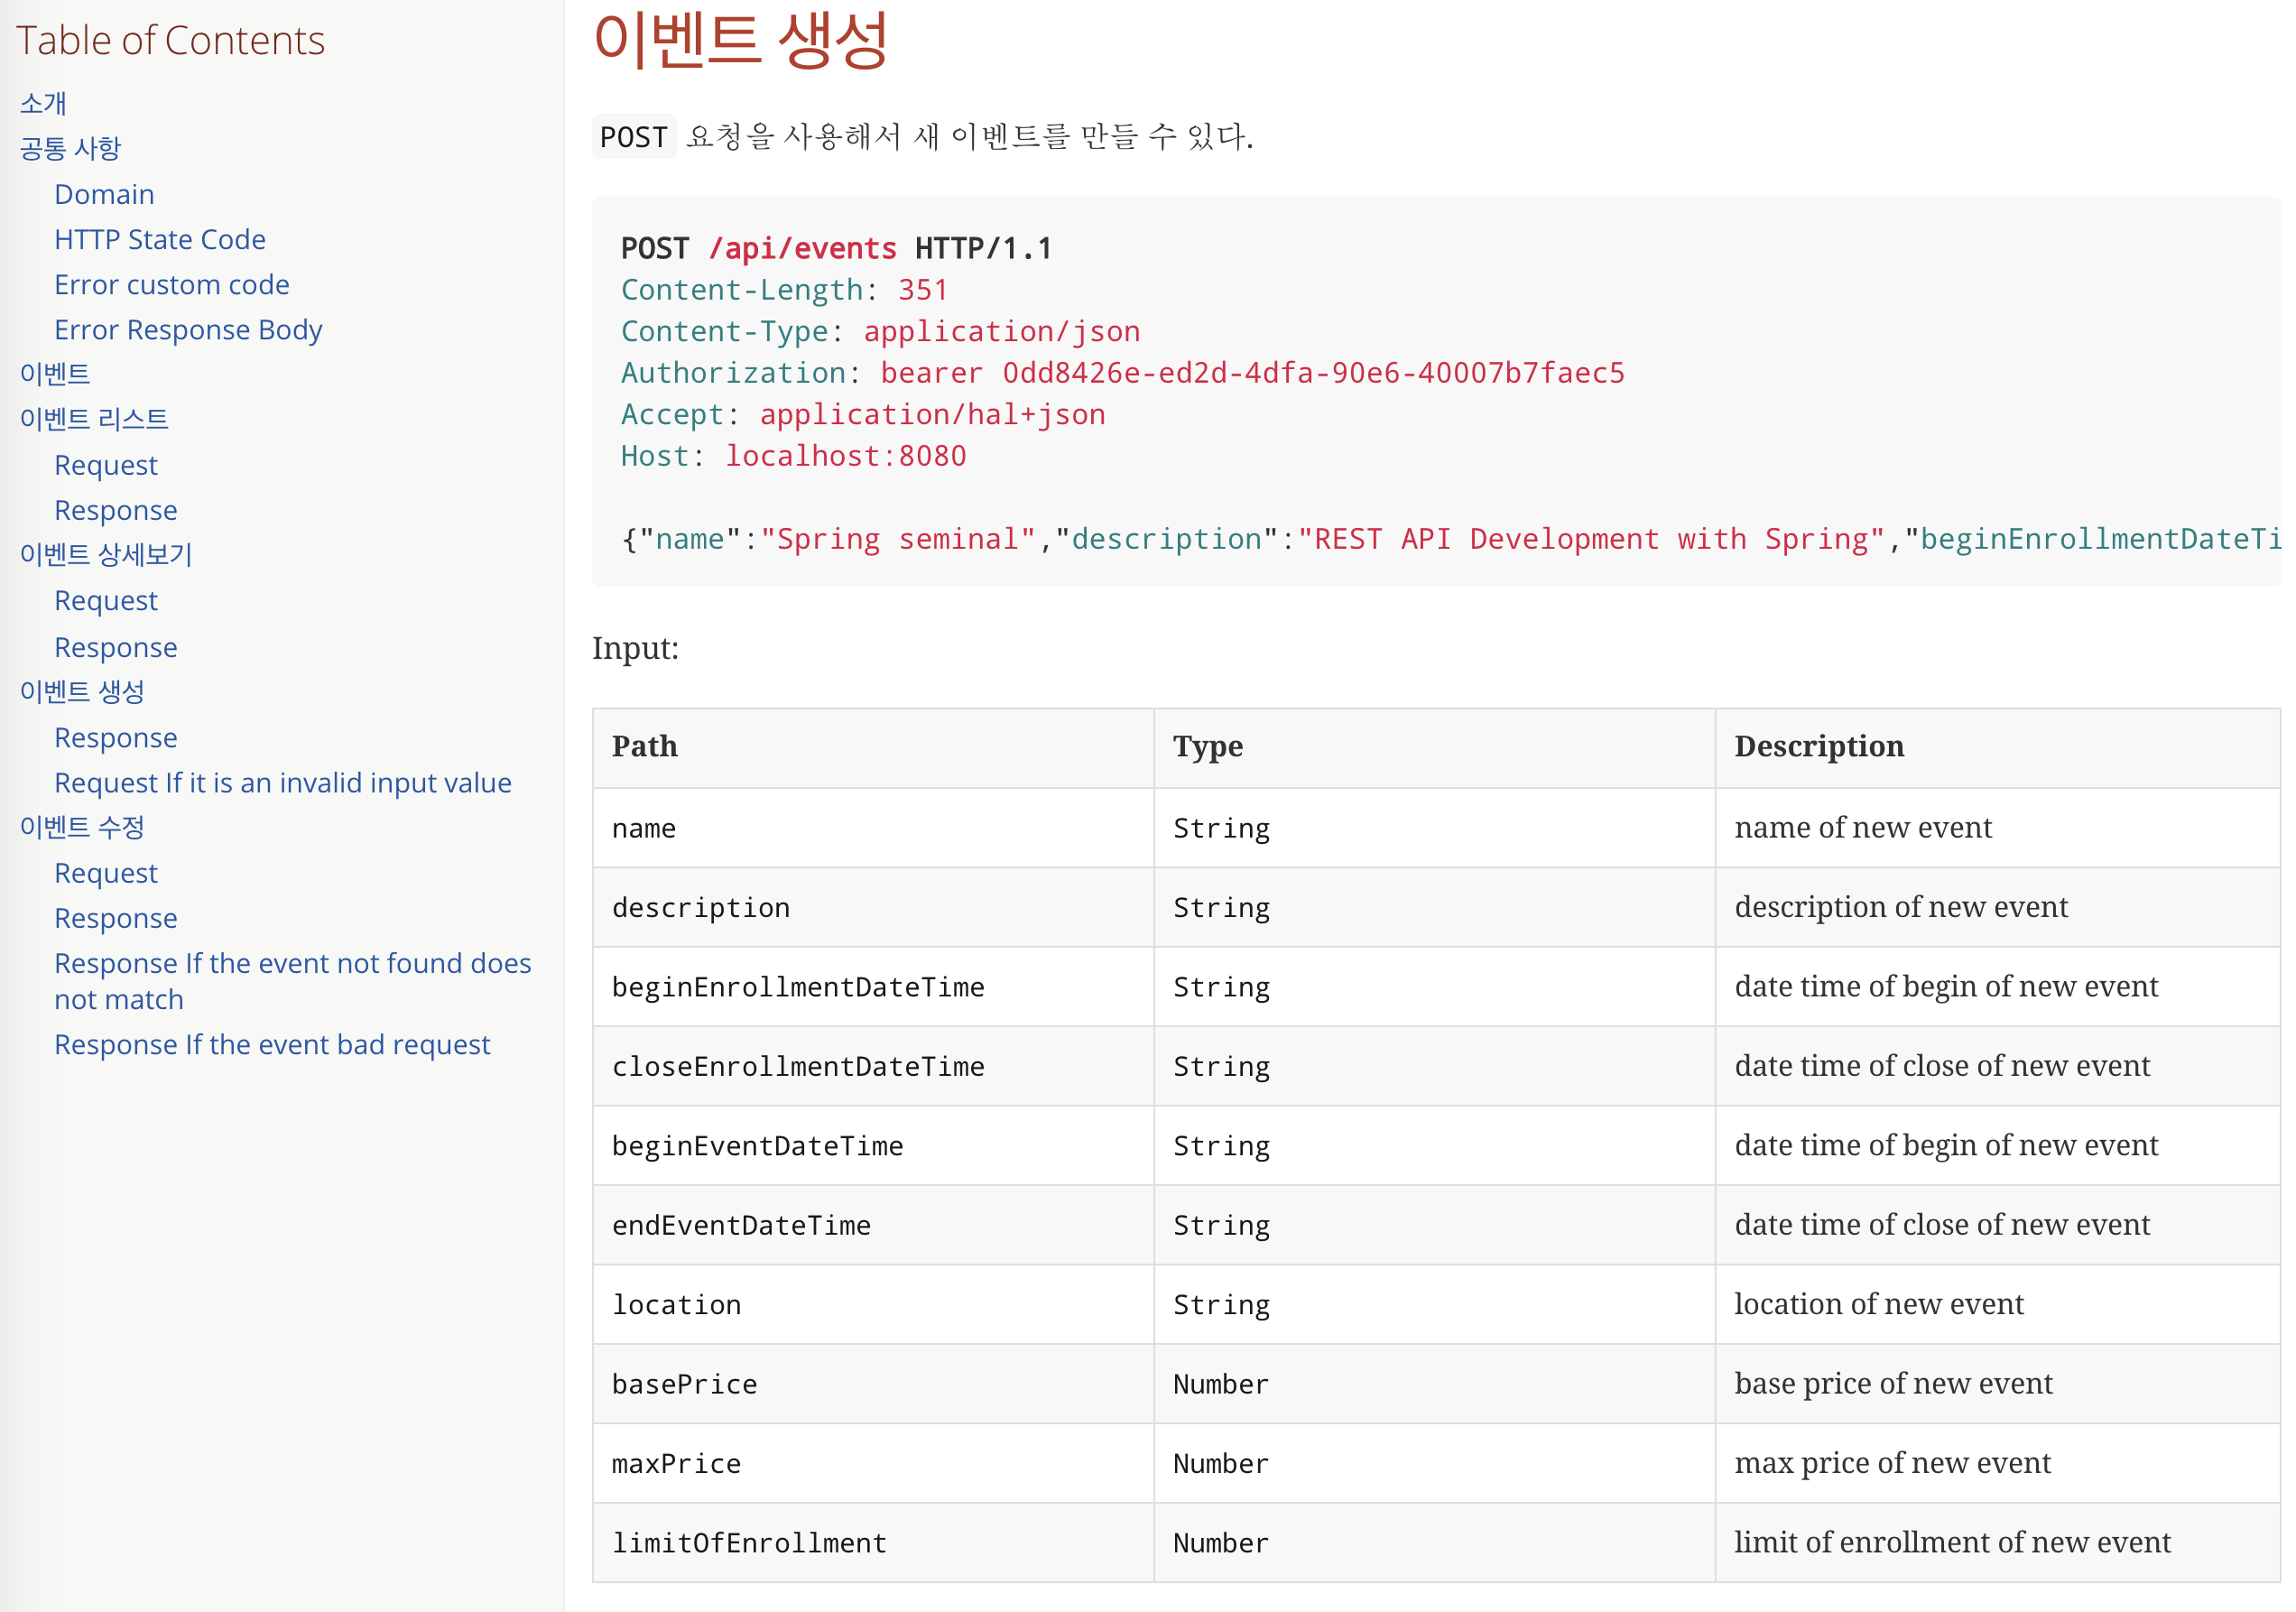 Table of Contents
소개
공통 사항
Domain
HTTP State Code
Error custom code
Error Response Body
이벤트
이벤트 리스트
Request
Response
이벤트 상세보기
Request
Response
이벤트 생성
Response
Request If it is an invalid input value
이벤트 수정
Request
Response
Response If the event not found does
not match
Response If the event bad request
이벤트 생성
POST 요청을 사용해서 새 이벤트를 만들 수 있다.
POST /api/events HTTP/1.1
Content-Length: 351
Content-Type: application/json
Authorization: bearer 0dd8426e-ed2d-4dfa-90e6-40007b7faec5
Accept: application/hal+json
Host: localhost:8080
{"name":"Spring seminal","description":"REST API Development with Spring","beginEnrollmentDateTi
Input:
Path Type Description
name String name of new event
description String description of new event
beginEnrollmentDateTime String date time of begin of new event
closeEnrollmentDateTime String date time of close of new event
beginEventDateTime String date time of begin of new event
endEventDateTime String date time of close of new event
location String location of new event
basePrice Number base price of new event
maxPrice Number max price of new event
limitOfEnrollment Number limit of enrollment of new event